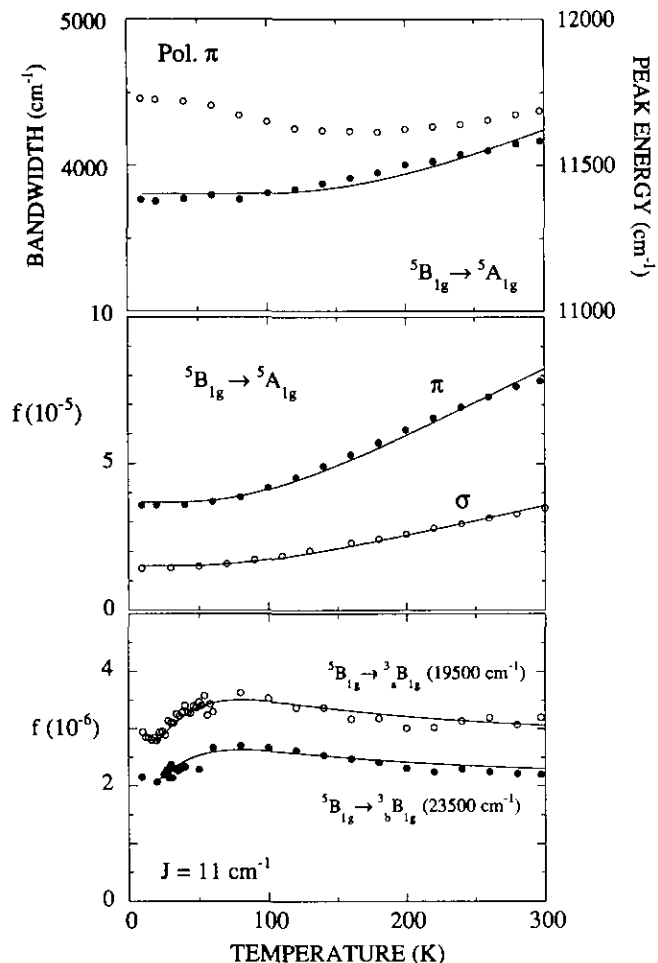 5000
12000
Pol. π
BANDWIDTH (cm⁻¹)
PEAK ENERGY (cm⁻¹)
4000
11500
⁵B₁g → ⁵A₁g
10
11000
⁵B₁g → ⁵A₁g
π
f (10⁻⁵)
5
σ
0
4
⁵B₁g → ³ₐB₁g (19500 cm⁻¹)
f (10⁻⁶)
2
⁵B₁g → ³bB₁g (23500 cm⁻¹)
J = 11 cm⁻¹
0
0 100 200 300
TEMPERATURE (K)